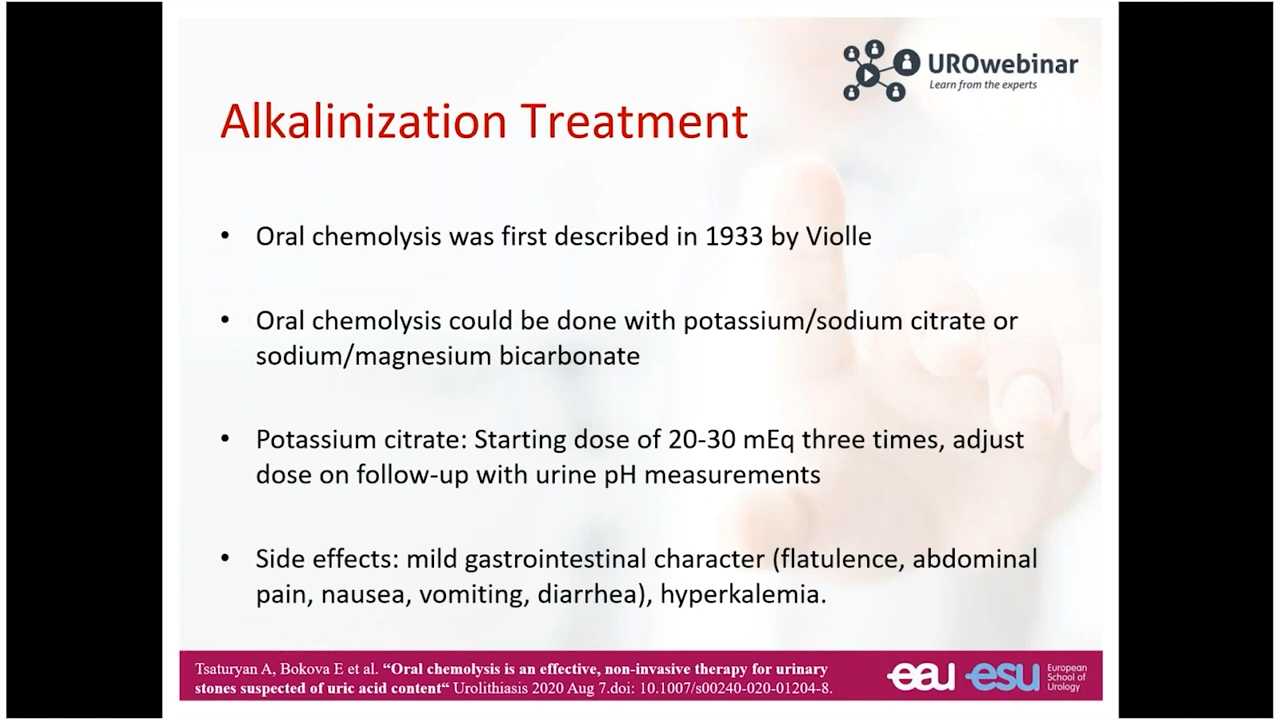 UROwebinar
Learn from the experts
Alkalinization Treatment
• Oral chemolysis was first described in 1933 by Violle
• Oral chemolysis could be done with potassium/sodium citrate or
sodium/magnesium bicarbonate
• Potassium citrate: Starting dose of 20-30 mEq three times, adjust
dose on follow-up with urine pH measurements
• Side effects: mild gastrointestinal character (flatulence, abdominal
pain, nausea, vomiting, diarrhea), hyperkalemia.
Tsaturyan A, Bokova E et al. “Oral chemolysis is an effective, non-invasive therapy for urinary
stones suspected of uric acid content“ Urolithiasis 2020 Aug 7.doi: 10.1007/s00240-020-01204-8.
eau esu
European
School of
Urology